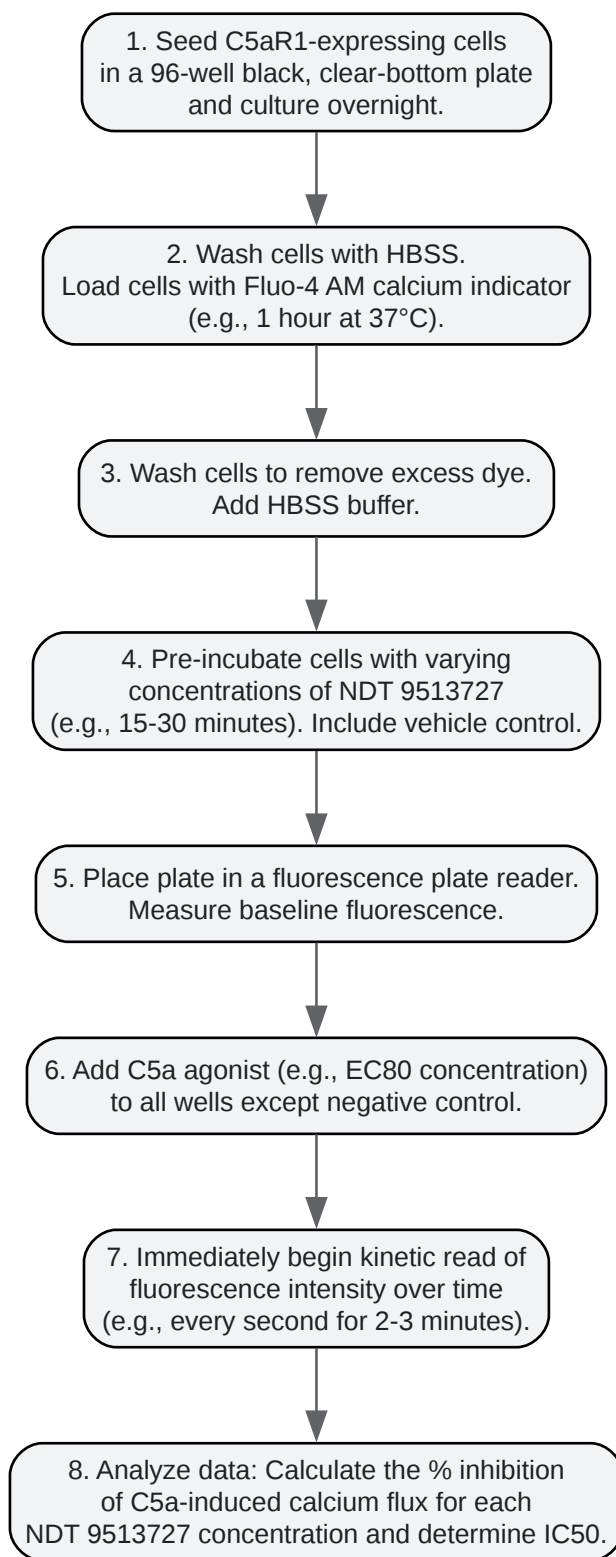 1. Seed C5aR1-expressing cells
in a 96-well black, clear-bottom plate
and culture overnight.
2. Wash cells with HBSS.
Load cells with Fluo-4 AM calcium indicator
(e.g., 1 hour at 37°C).
3. Wash cells to remove excess dye.
Add HBSS buffer.
4. Pre-incubate cells with varying
concentrations of NDT 9513727
(e.g., 15-30 minutes). Include vehicle control.
5. Place plate in a fluorescence plate reader.
Measure baseline fluorescence.
6. Add C5a agonist (e.g., EC80 concentration)
to all wells except negative control.
7. Immediately begin kinetic read of
fluorescence intensity over time
(e.g., every second for 2-3 minutes).
8. Analyze data: Calculate the % inhibition
of C5a-induced calcium flux for each
NDT 9513727 concentration and determine IC50.